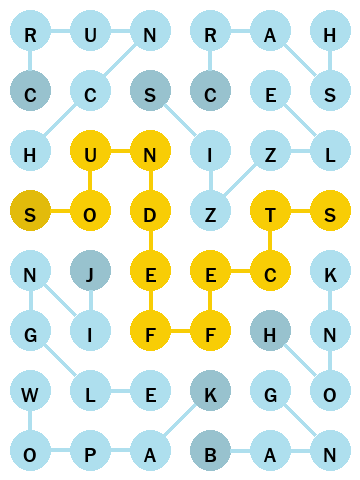 R U N R A H
C C S C E S
H U N I Z L
S O D Z T S
N J E E C K
G I F F H N
W L E K G O
O P A B A N